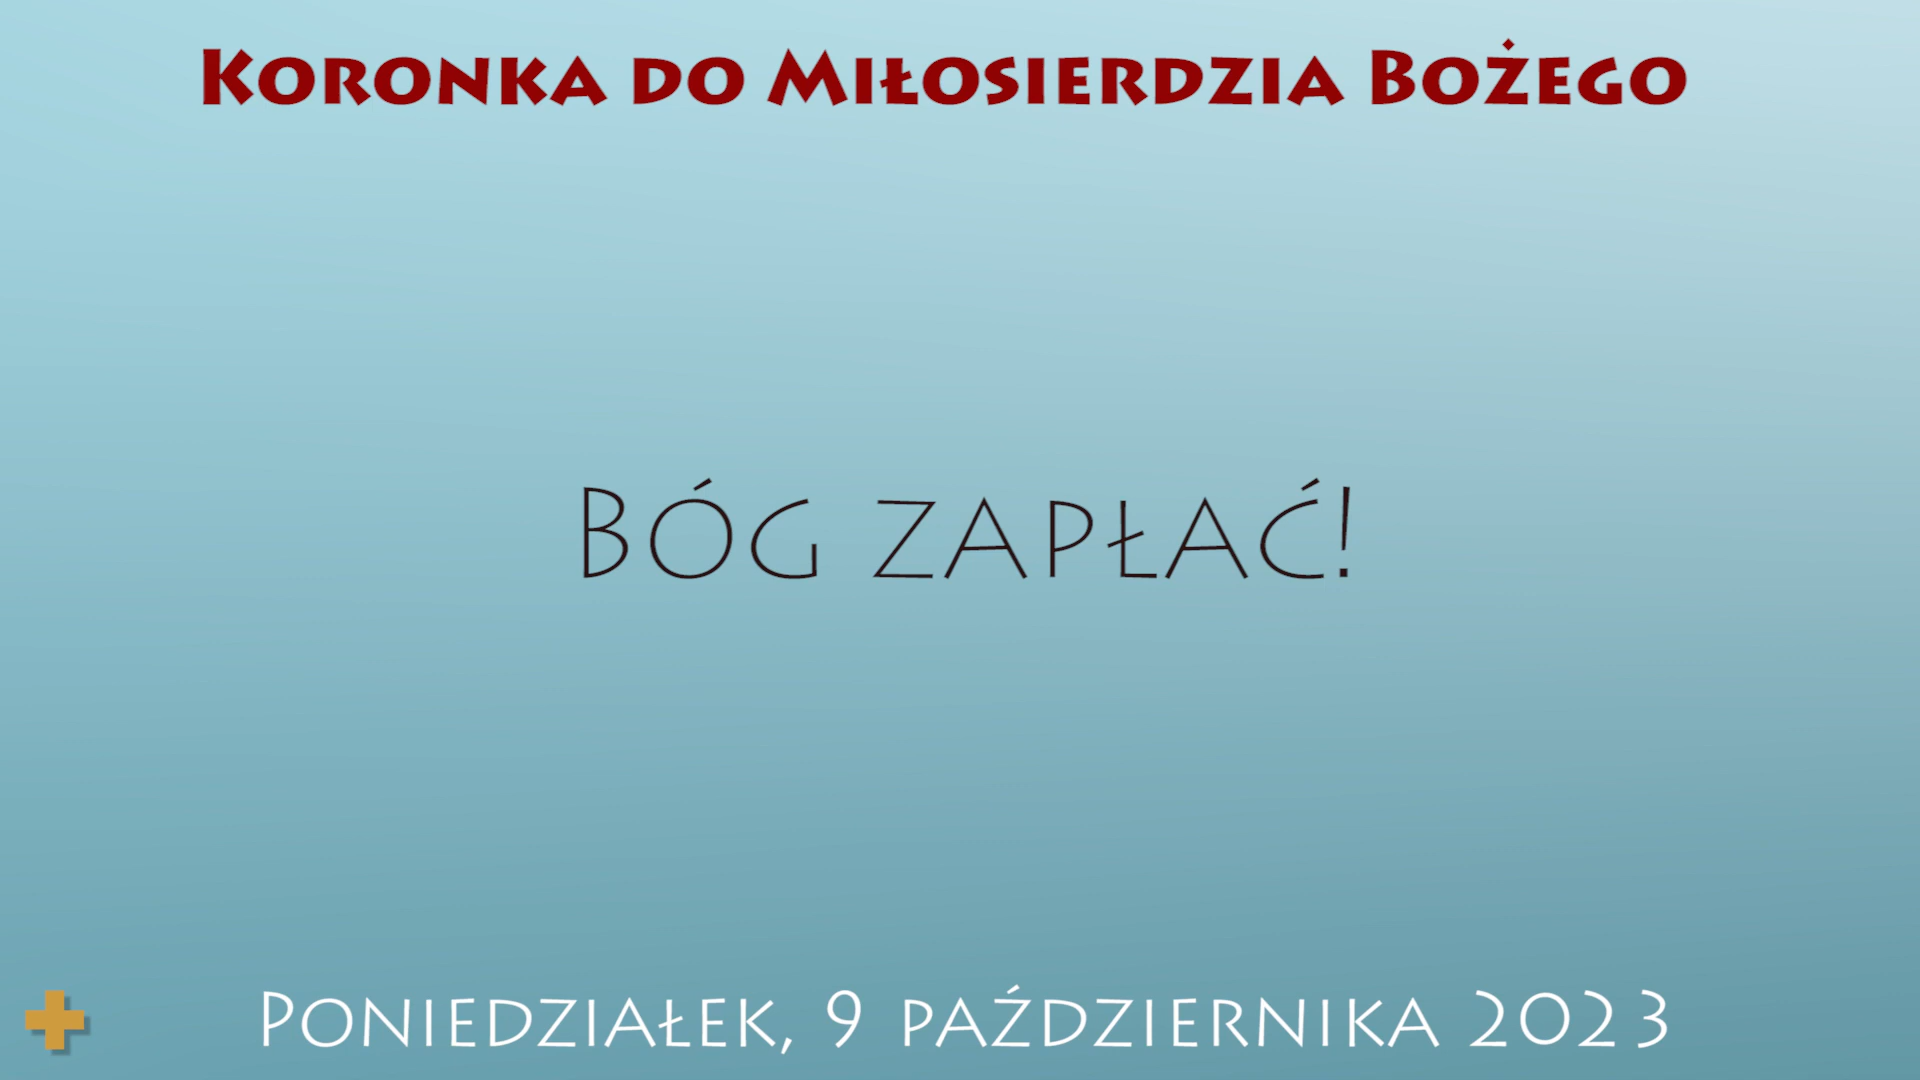 Koronka do Miłosierdzia Bożego
Bóg zapłać!
Poniedziałek, 9 października 2023